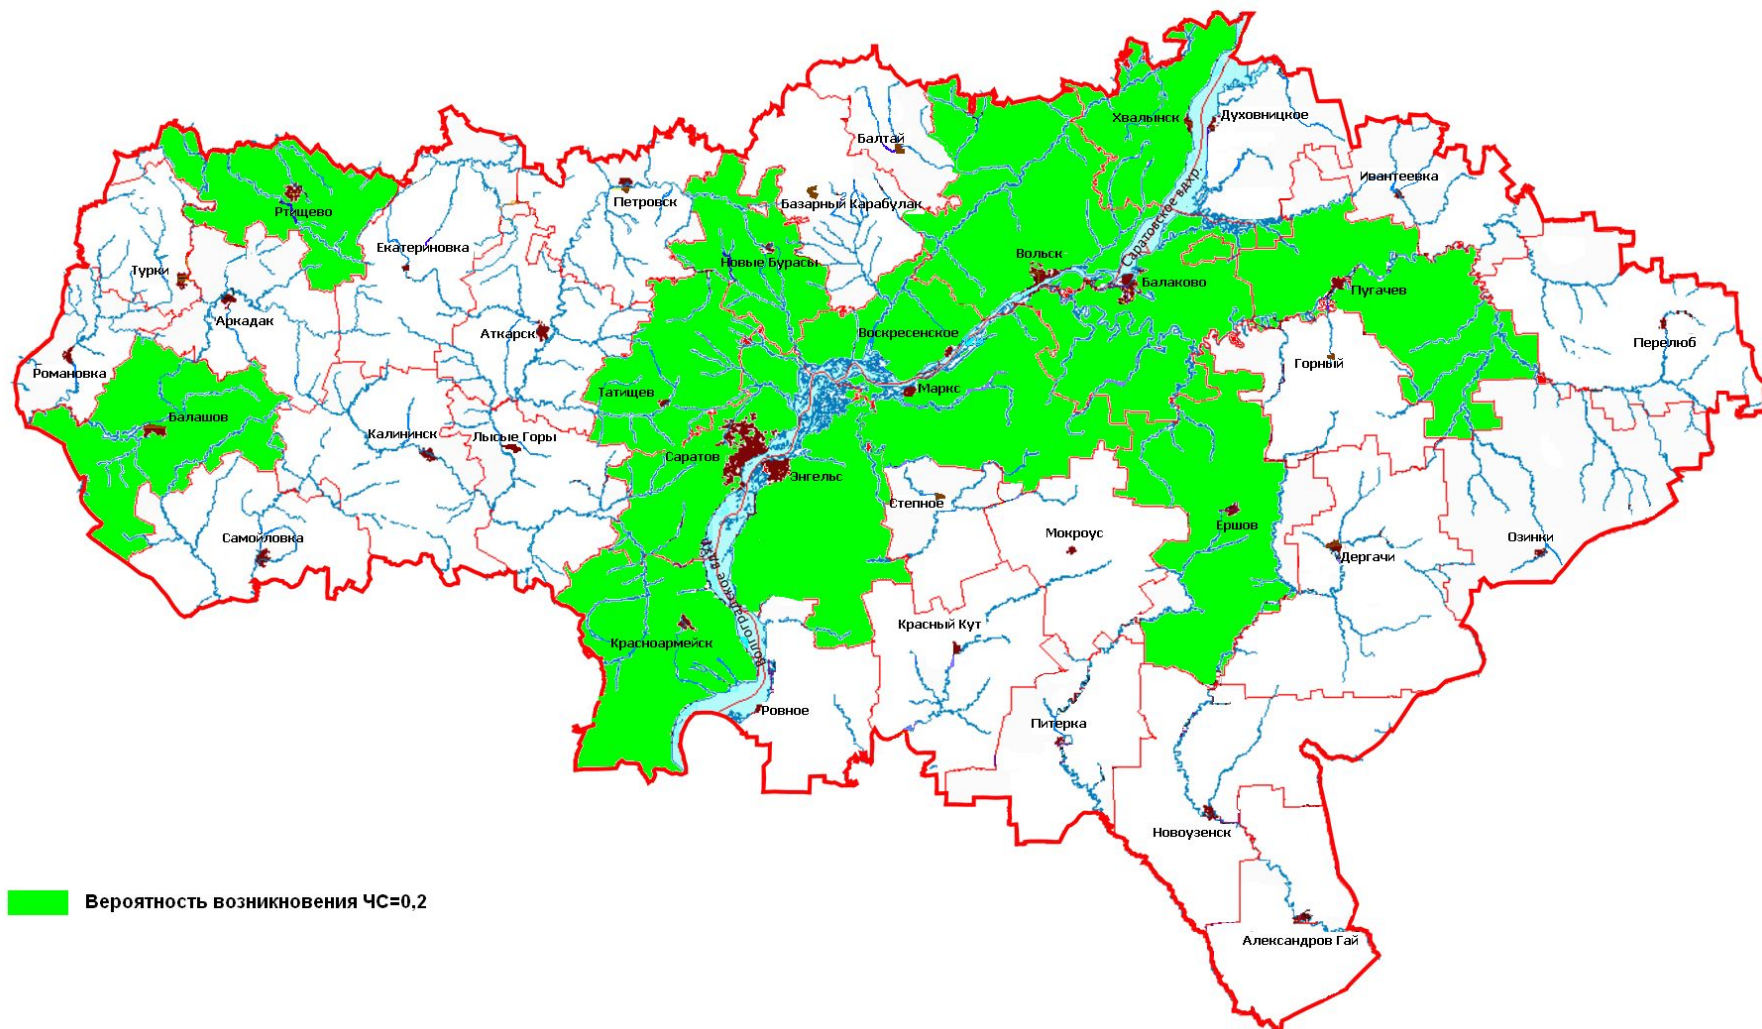 Хвалынск
Духовницкое
Балтай
Ивантеевка
Базарный Карабулак
Петровск
Ртищево
Саратовское вдхр.
Екатериновка
Новые Бурасы
Вольск
Турки
Балаково
Пугачев
Аркадак
Аткарск
Воскресенское
Перелюб
Горный
Романовка
Маркс
Татищев
Балашов
Калининск
Лысые Горы
Саратов
Энгельс
Степное
Ершов
Мокроус
Самойловка
Озинки
Дергачи
Волгоградское вдхр.
Красный Кут
Красноармейск
Ровное
Питерка
Новоузенск
Вероятность возникновения ЧС=0,2
Александров Гай